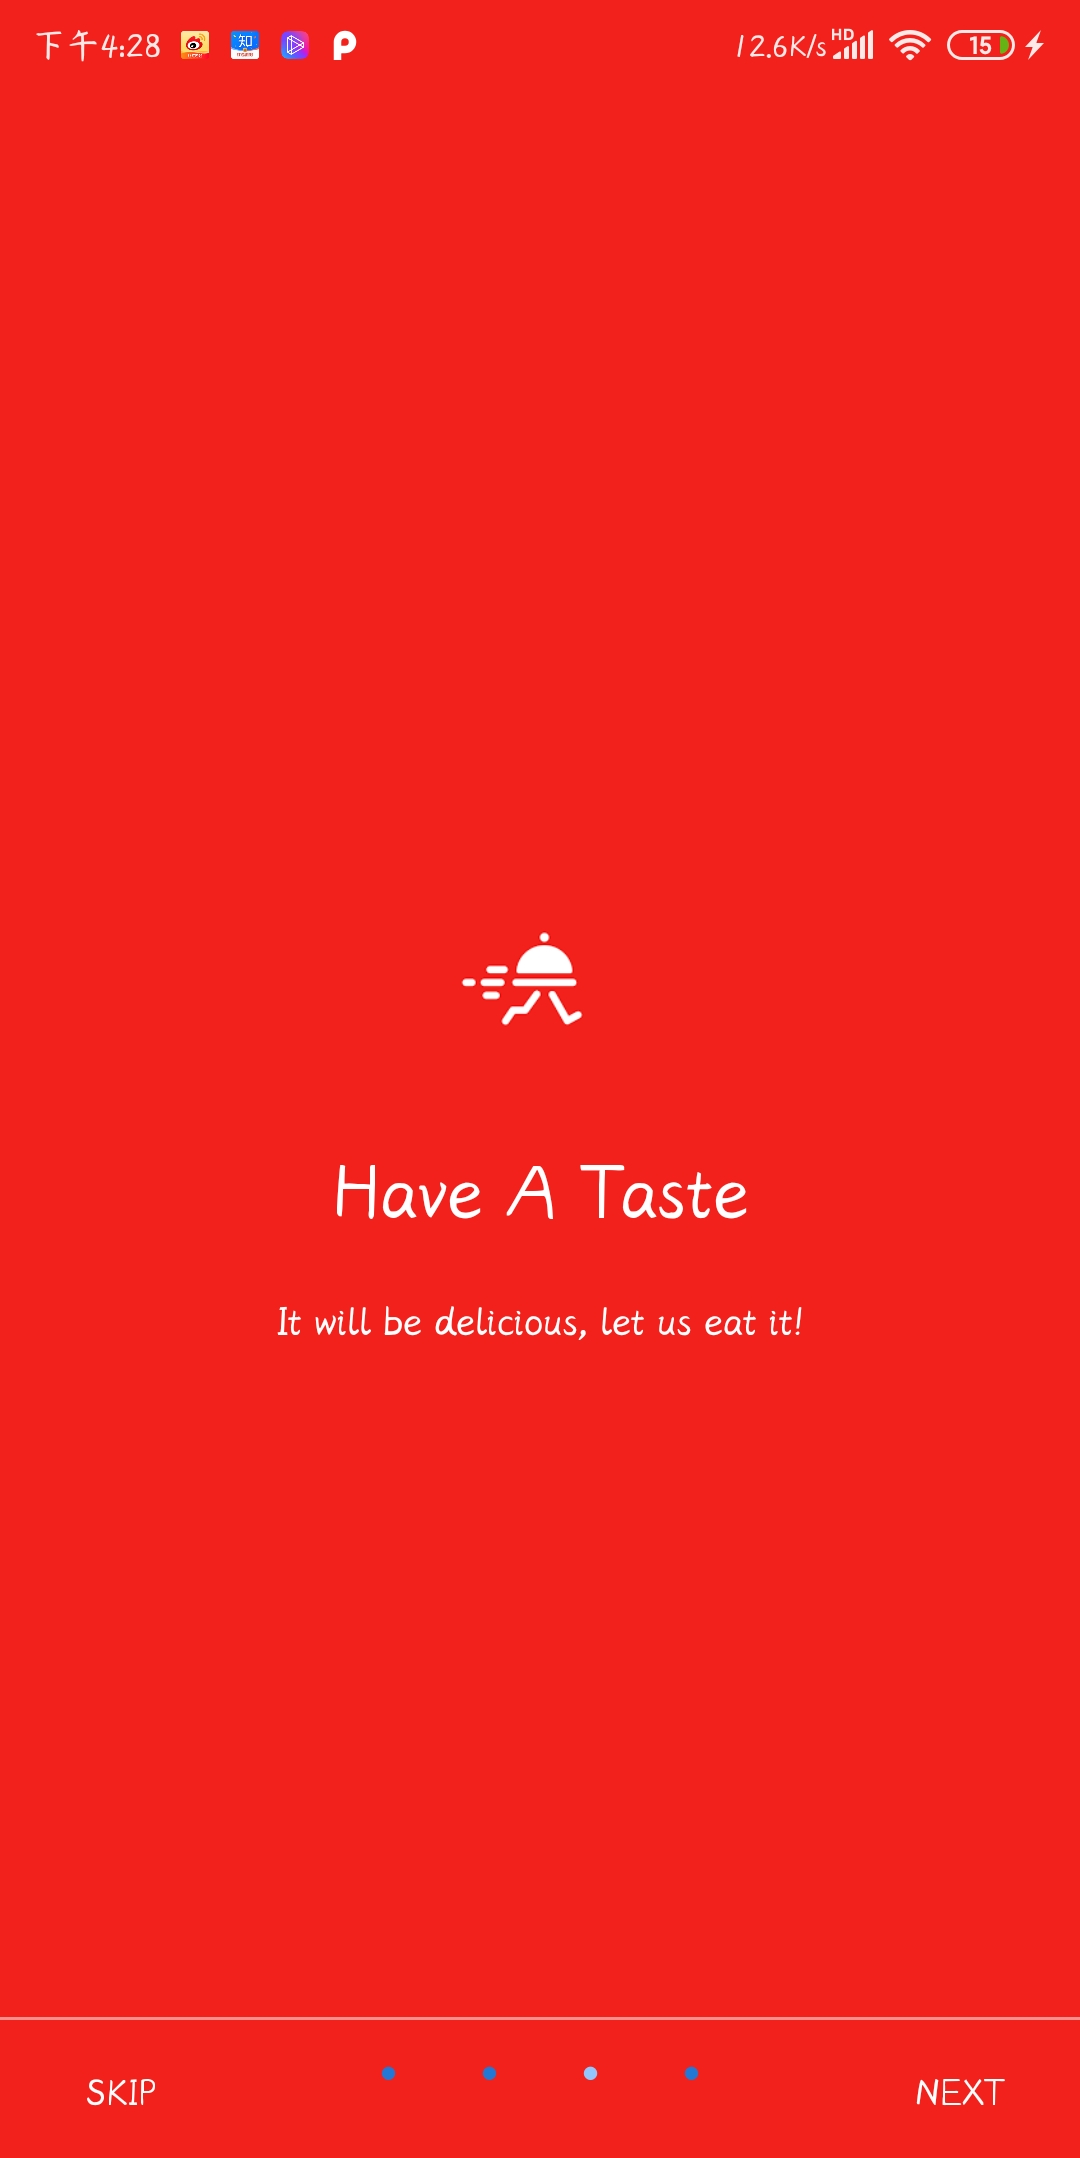 下午4:28 12.6K/s HD 15
Have A Taste
It will be delicious, let us eat it!
SKIP NEXT